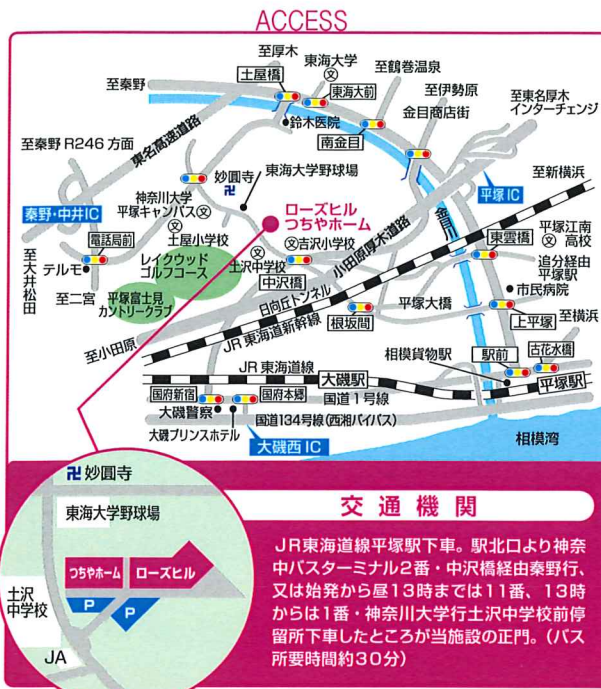 ACCESS
至厚木
東海大学
文
至鶴巻温泉
至秦野
土屋橋
東海大前
至伊勢原
金目商店街
鈴木医院
南金目
至東名厚木
インターチェンジ
至秦野 R246 方面
東名高速道路
妙圓寺
卍
東海大学野球場
至新横浜
秦野・中井IC
神奈川大学
平塚キャンパス
文
ローズヒル
つちやホーム
平塚IC
金目川
文
土屋小学校
文
吉沢小学校
小田原厚木道路
東雲橋
平塚江南
文 高校
電話局前
テルモ
至大井松田
レイクウッド
ゴルフコース
文
土沢中学校
中沢橋
追分経由
平塚駅
市民病院
至二宮
平塚富士見
カントリークラブ
日向丘トンネル
根坂間
平塚大橋
上平塚
至小田原
JR 東海道新幹線
至横浜
相模貨物駅
駅前
古花水橋
JR 東海道線
大磯駅
平塚駅
国府新宿
国府本郷
国道1号線
大磯警察
国道134号線(西湘バイパス)
大磯プリンスホテル
大磯西IC
相模湾
卍 妙圓寺
東海大学野球場
つちやホーム
ローズヒル
土沢
中学校
P
P
JA
交通機関
JR東海道線平塚駅下車。駅北口より神奈
中バスターミナル2番・中沢橋経由秦野行、
又は始発から昼13時までは11番、13時
からは1番・神奈川大学行土沢中学校前停
留所下車したところが当施設の正門。(バス
所要時間約30分)